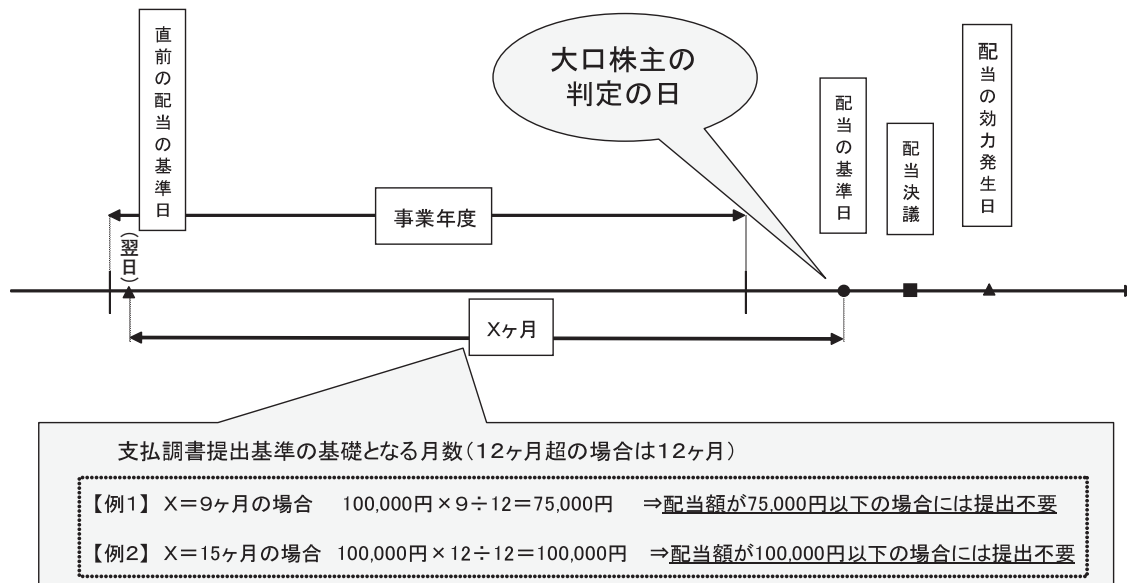 直前の配当の基準日
(翌日)
事業年度
大口株主の
判定の日
配当の基準日
配当決議
配当の効力発生日
Xヶ月
支払調書提出基準の基礎となる月数(12ヶ月超の場合は12ヶ月)
【例1】 X=9ヶ月の場合 100,000円×9÷12=75,000円 ⇒配当額が75,000円以下の場合には提出不要
【例2】 X=15ヶ月の場合 100,000円×12÷12=100,000円 ⇒配当額が100,000円以下の場合には提出不要